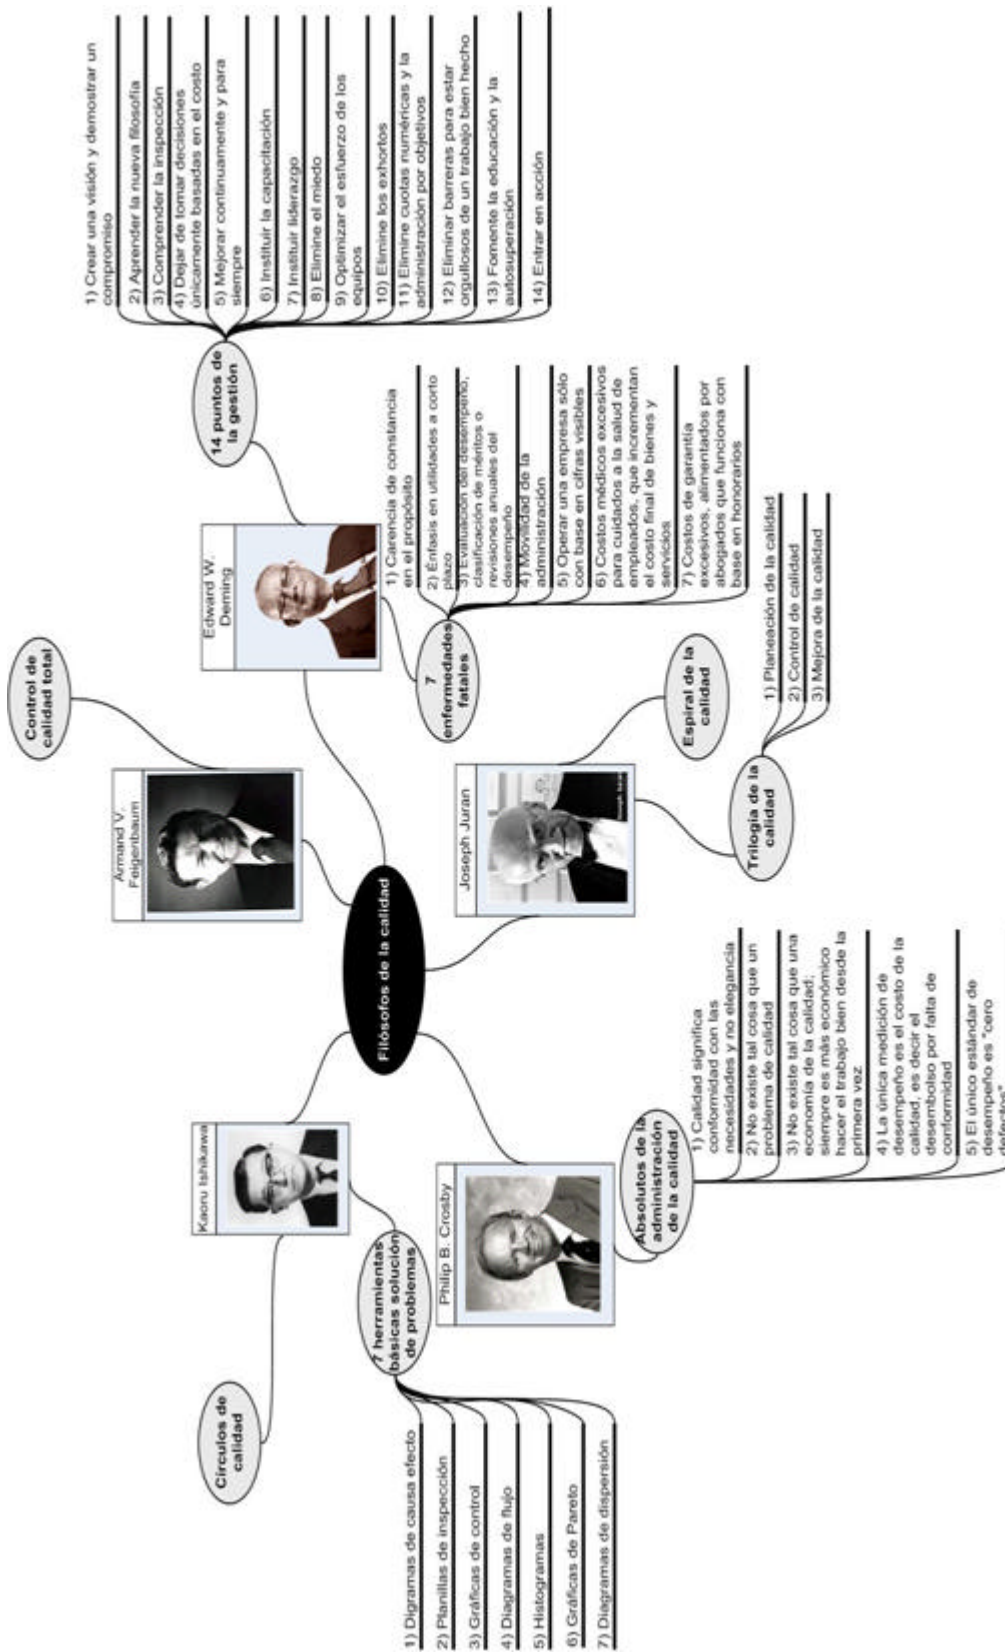 Filósofos de la calidad
Kaoru Ishikawa
Círculos de
calidad
7 herramientas
básicas solución
de problemas
1) Digramas de causa efecto
2) Planillas de inspección
3) Gráficas de control
4) Diagramas de flujo
5) Histogramas
6) Gráficas de Pareto
7) Diagramas de dispersión
Philip B. Crosby
Absolutos de la
administración
de la calidad
1) Calidad significa
conformidad con las
necesidades y no elegancia
2) No existe tal cosa que un
problema de calidad
3) No existe tal cosa que una
economía de la calidad;
siempre es más económico
hacer el trabajo bien desde la
primera vez
4) La única medición de
desempeño es el costo de la
calidad, es decir el
desembolso por falta de
conformidad
5) El único estándar de
desempeño es "cero
defectos"
Armand V.
Feigenbaum
Control de
calidad total
Joseph Juran
Espiral de la
calidad
Trilogía de la
calidad
1) Planeación de la calidad
2) Control de calidad
3) Mejora de la calidad
Edward W.
Deming
7
enfermedades
fatales
1) Carencia de constancia
en el propósito
2) Énfasis en utilidades a corto
plazo
3) Evaluación del desempeño,
clasificación de méritos o
revisiones anuales del
desempeño
4) Movilidad de la
administración
5) Operar una empresa sólo
con base en cifras visibles
6) Costos médicos excesivos
para cuidados a la salud de
empleados, que incrementan
el costo final de bienes y
servicios
7) Costos de garantía
excesivos, alimentados por
abogados que funciona con
base en honorarios
14 puntos de
la gestión
1) Crear una visión y demostrar un
compromiso
2) Aprender la nueva filosofía
3) Comprender la inspección
4) Dejar de tomar decisiones
únicamente basadas en el costo
5) Mejorar continuamente y para
siempre
6) Instituir la capacitación
7) Instituir liderazgo
8) Elimine el miedo
9) Optimizar el esfuerzo de los
equipos
10) Elimine los exhortos
11) Elimine cuotas numéricas y la
administración por objetivos
12) Eliminar barreras para estar
orgullosos de un trabajo bien hecho
13) Fomente la educación y la
autosuperación
14) Entrar en acción